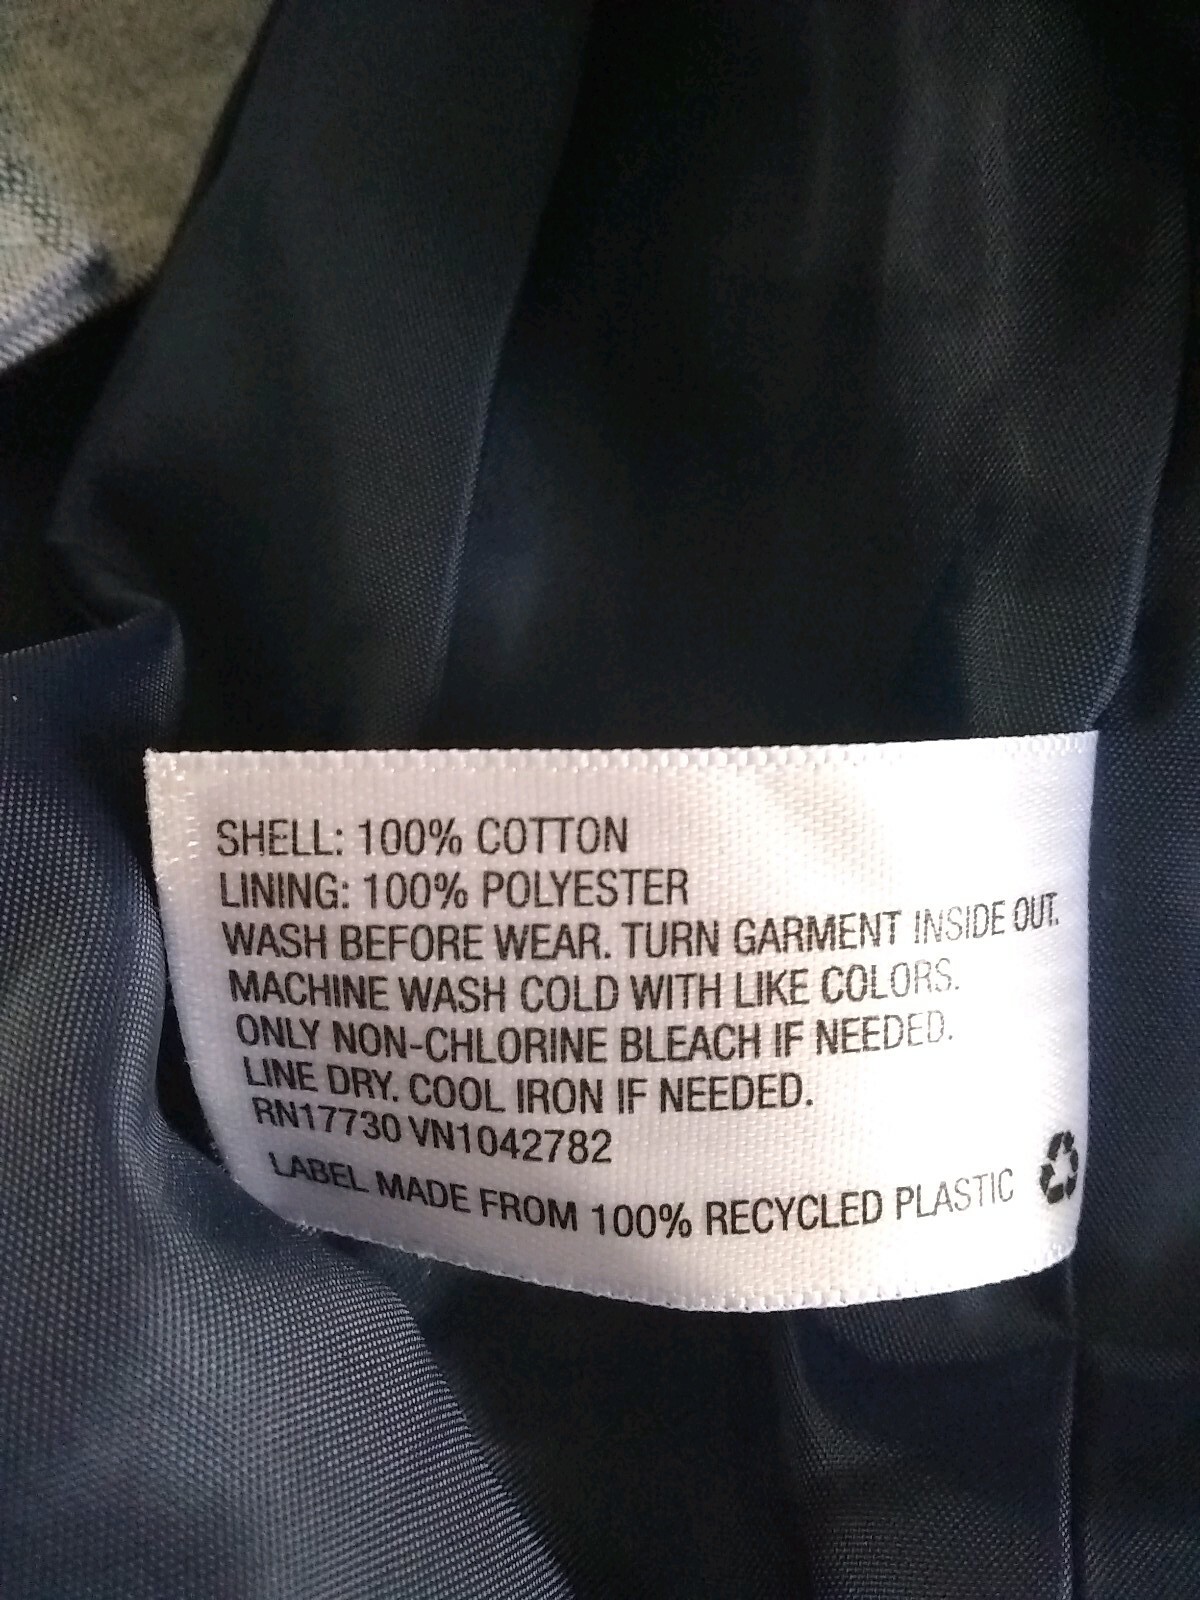 SHELL: 100% COTTON
LINING: 100% POLYESTER
WASH BEFORE WEAR. TURN GARMENT INSIDE OUT.
MACHINE WASH COLD WITH LIKE COLORS.
ONLY NON-CHLORINE BLEACH IF NEEDED.
LINE DRY. COOL IRON IF NEEDED.
RN17730 VN1042782
LABEL MADE FROM 100% RECYCLED PLASTIC